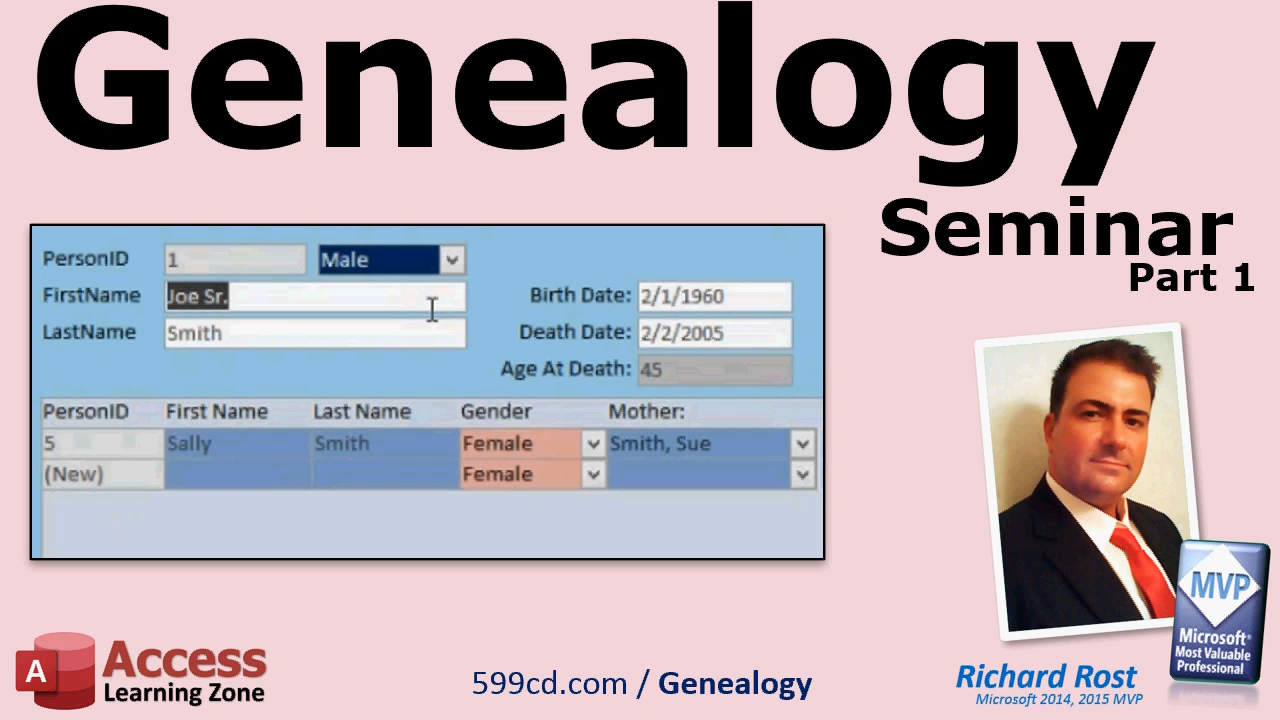 Genealogy
Seminar
Part 1
PersonID 1 Male
FirstName Joe Sr. Birth Date: 2/1/1960
LastName Smith Death Date: 2/2/2005
Age At Death: 45
PersonID First Name Last Name Gender Mother:
5 Sally Smith Female Smith, Sue
(New) Female
MVP
Microsoft®
Most Valuable
Professional
A Access
Learning Zone
599cd.com / Genealogy
Richard Rost
Microsoft 2014, 2015 MVP